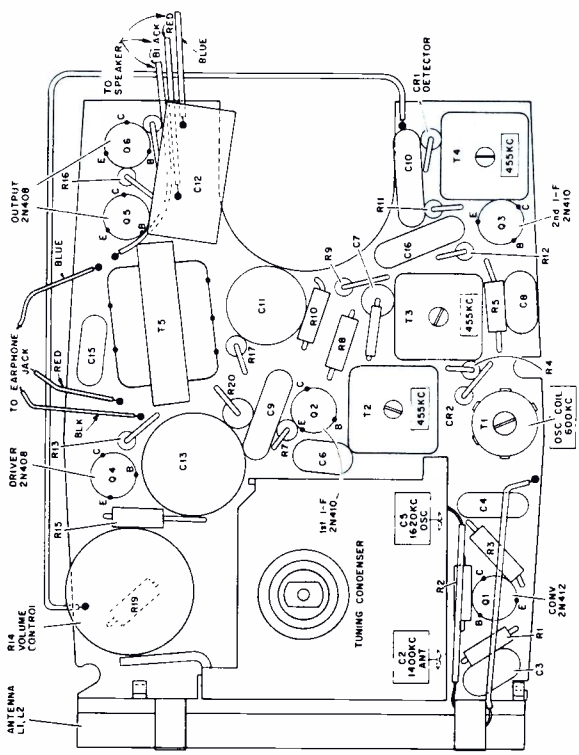 ANTENNA
L1, L2
R14
VOLUME
CONTROL
R19
R15
DRIVER
2N408
Q4
E
C
B
R13
BLK
RED
TO EARPHONE
JACK
BLUE
C15
T5
OUTPUT
2N408
Q5
E
C
B
R16
Q6
E
C
B
TO
SPEAKER
BLACK
RED
BLUE
C12
C13
R20
R17
C11
C9
R7
Q2
E
C
B
C6
1st I-F
2N410
R10
R8
R9
C7
C16
C10
R11
CR1
DETECTOR
T4
455KC
Q3
E
C
B
2nd I-F
2N410
R12
T3
455KC
R5
C8
R4
CR2
T2
455KC
T1
OSC COIL
600KC
TUNING CONDENSER
C5
1620KC
OSC
C2
1400KC
ANT
C4
R3
R2
Q1
B
C
E
CONV
2N412
R1
C3